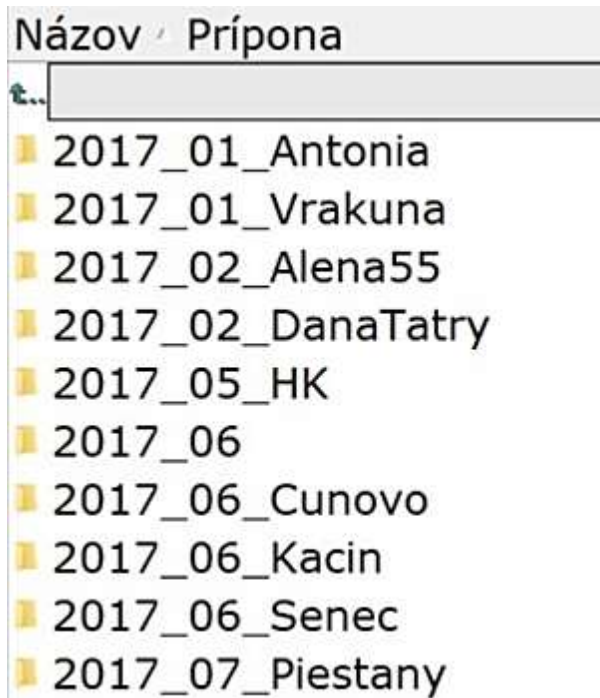 Názov Prípona
..
2017_01_Antonia
2017_01_Vrakuna
2017_02_Alena55
2017_02_DanaTatry
2017_05_HK
2017_06
2017_06_Cunovo
2017_06_Kacin
2017_06_Senec
2017_07_Piestany